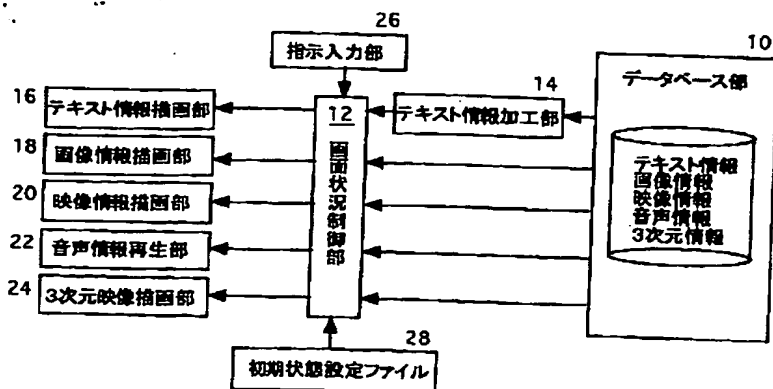 26
指示入力部
10
データベース部
16
テキスト情報描画部
12
画面状況制御部
14
テキスト情報加工部
18
画像情報描画部
20
映像情報描画部
22
音声情報再生部
24
3次元映像描画部
テキスト情報
画像情報
映像情報
音声情報
3次元情報
28
初期状態設定ファイル